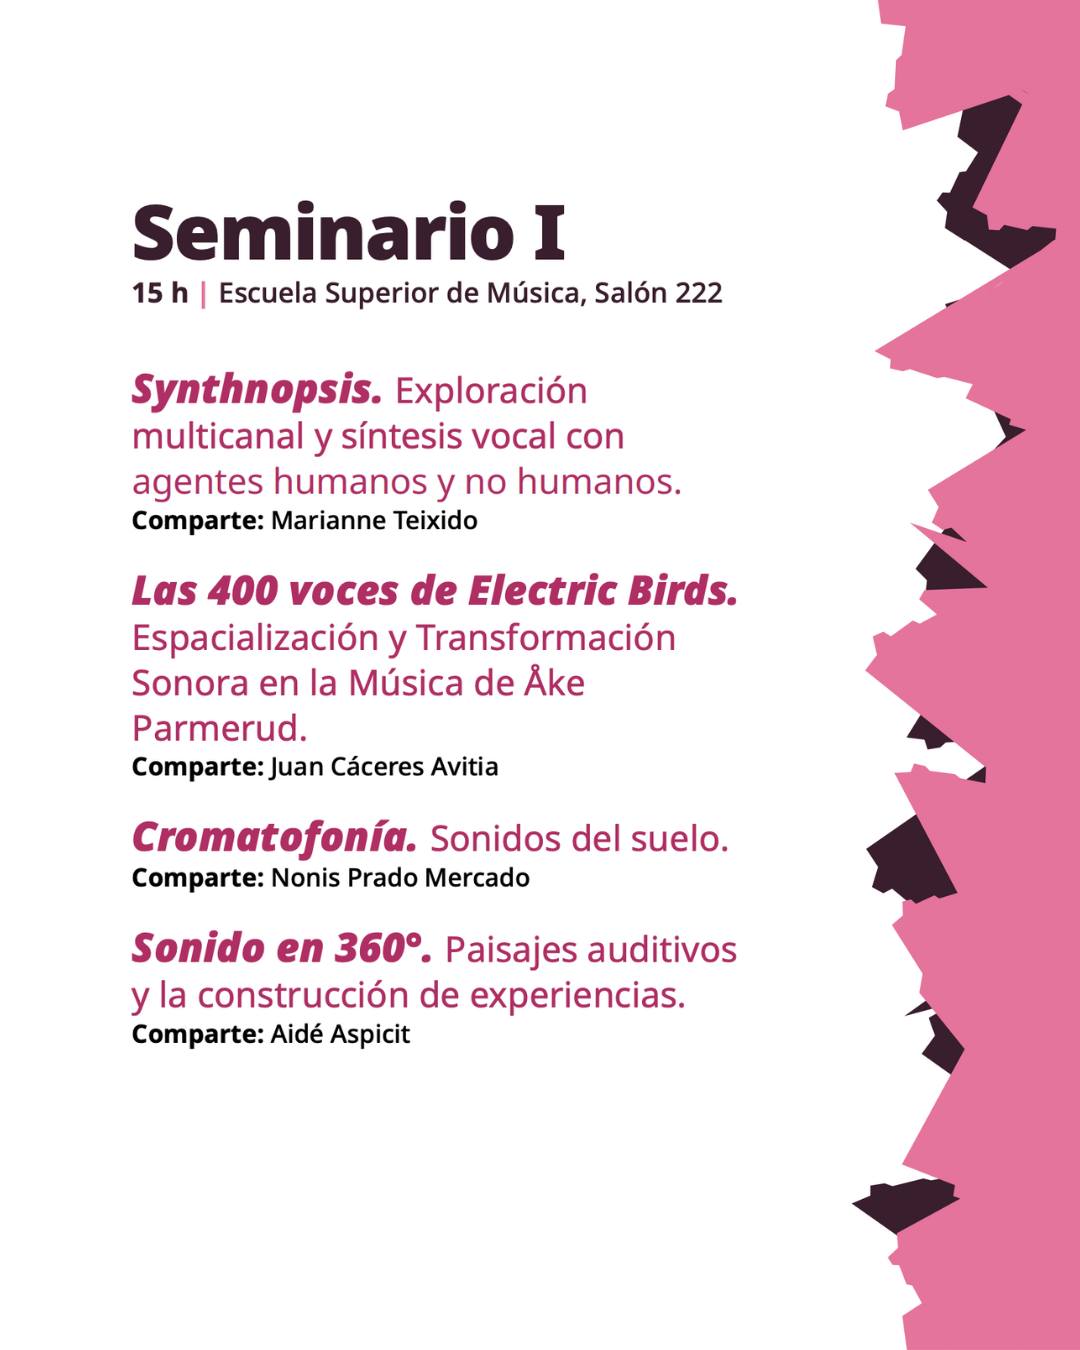 Seminario I
15 h | Escuela Superior de Música, Salón 222
Synthnopsis. Exploración
multicanal y síntesis vocal con
agentes humanos y no humanos.
Comparte: Marianne Teixido
Las 400 voces de Electric Birds.
Espacialización y Transformación
Sonora en la Música de Åke
Parmerud.
Comparte: Juan Cáceres Avitia
Cromatofonía. Sonidos del suelo.
Comparte: Nonis Prado Mercado
Sonido en 360°. Paisajes auditivos
y la construcción de experiencias.
Comparte: Aidé Aspicit